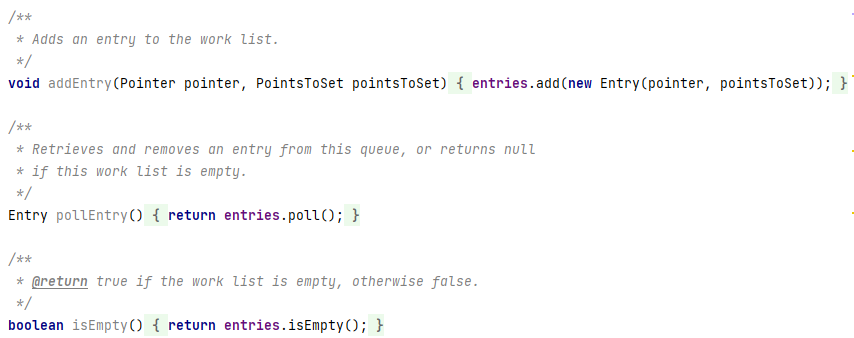 /**
 * Adds an entry to the work list.
 */
void addEntry(Pointer pointer, PointsToSet pointsToSet) { entries.add(new Entry(pointer, pointsToSet)); }
/**
 * Retrieves and removes an entry from this queue, or returns null
 * if this work list is empty.
 */
Entry pollEntry() { return entries.poll(); }
/**
 * @return true if the work list is empty, otherwise false.
 */
boolean isEmpty() { return entries.isEmpty(); }